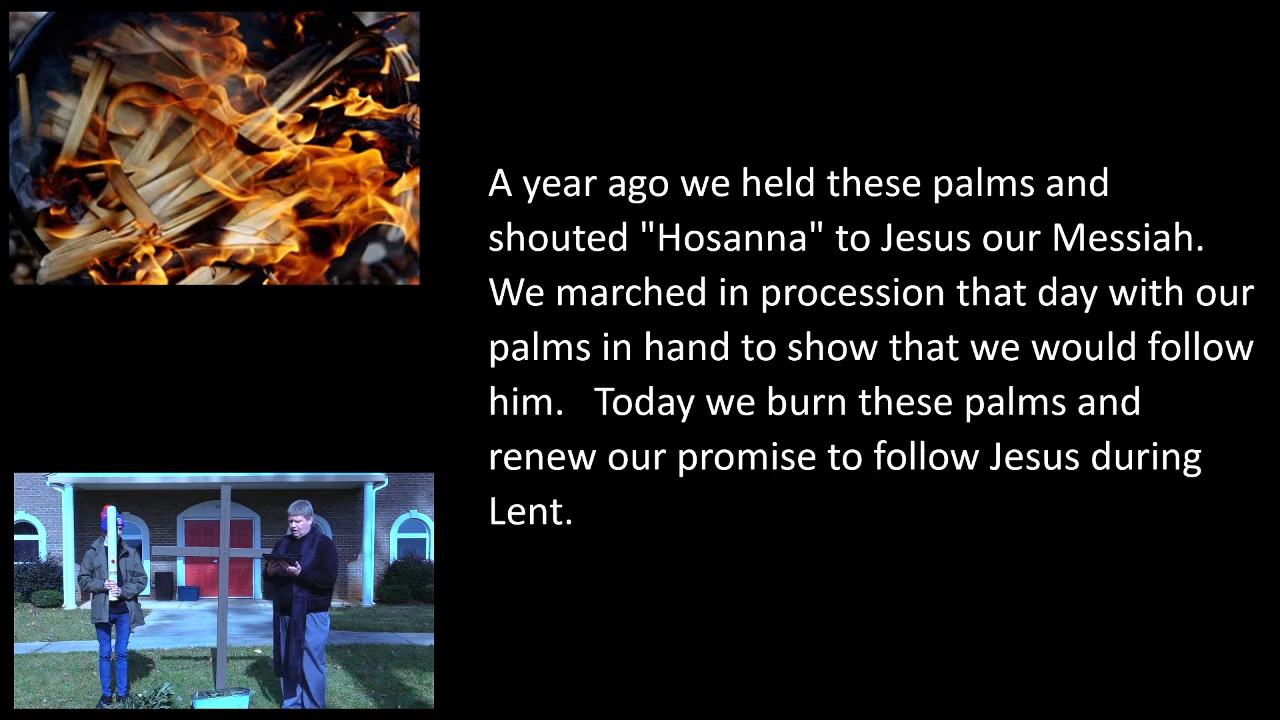 A year ago we held these palms and
shouted "Hosanna" to Jesus our Messiah.
We marched in procession that day with our
palms in hand to show that we would follow
him.   Today we burn these palms and
renew our promise to follow Jesus during
Lent.